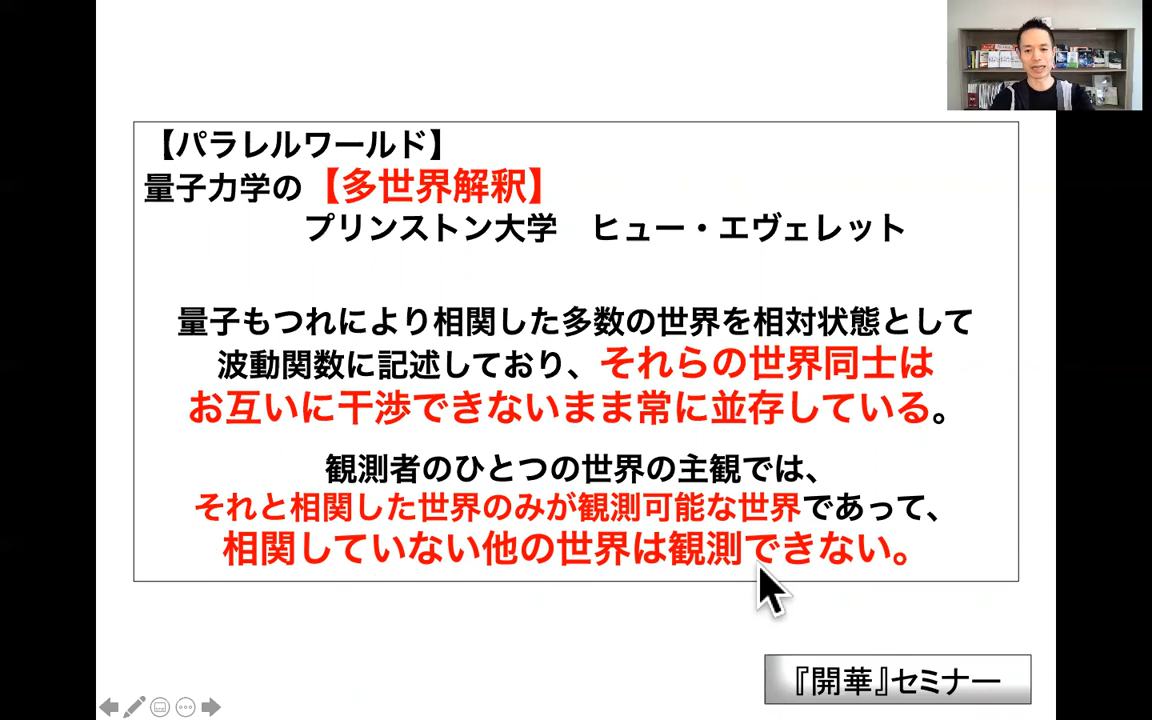 【パラレルワールド】
量子力学の【多世界解釈】
プリンストン大学　ヒュー・エヴェレット
量子もつれにより相関した多数の世界を相対状態として
波動関数に記述しており、それらの世界同士は
お互いに干渉できないまま常に並存している。
観測者のひとつの世界の主観では、
それと相関した世界のみが観測可能な世界であって、
相関していない他の世界は観測できない。
『開華』セミナー